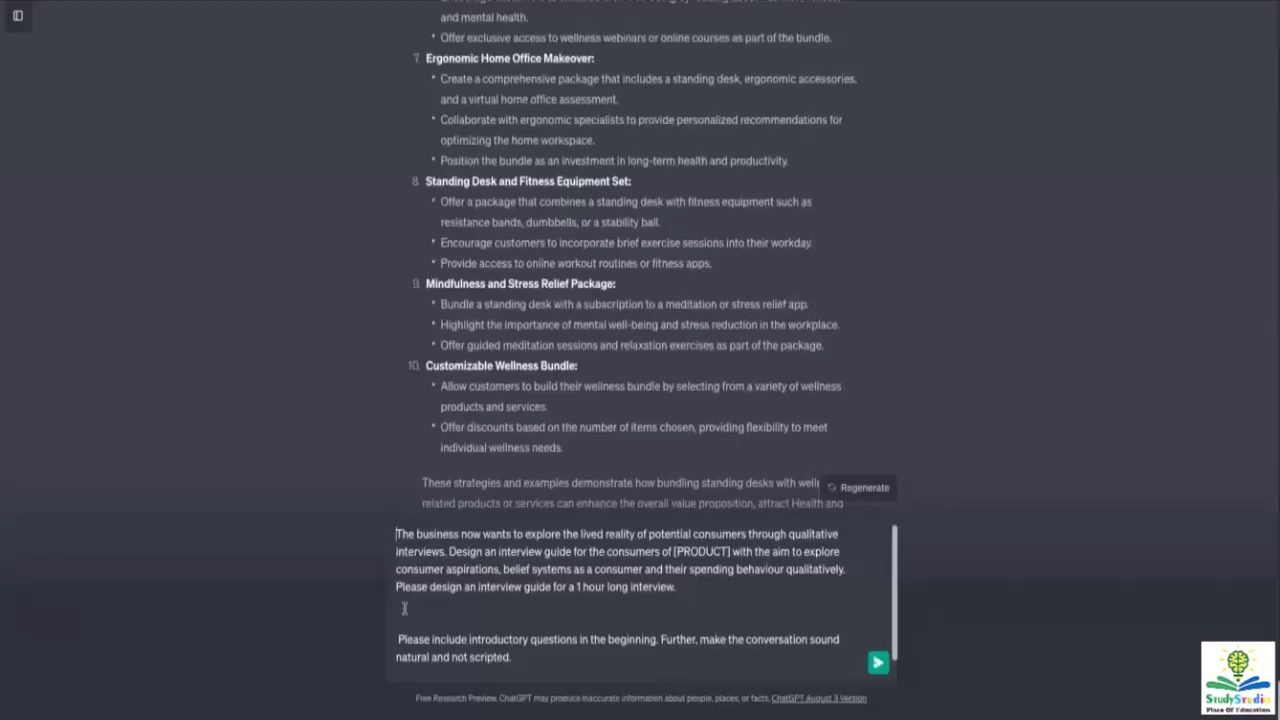 and mental health.
• Offer exclusive access to wellness webinars or online courses as part of the bundle.
7. Ergonomic Home Office Makeover:
• Create a comprehensive package that includes a standing desk, ergonomic accessories,
and a virtual home office assessment.
• Collaborate with ergonomic specialists to provide personalized recommendations for
optimizing the home workspace.
• Position the bundle as an investment in long-term health and productivity.
8. Standing Desk and Fitness Equipment Set:
• Offer a package that combines a standing desk with fitness equipment such as
resistance bands, dumbbells, or a stability ball.
• Encourage customers to incorporate brief exercise sessions into their workday.
• Provide access to online workout routines or fitness apps.
9. Mindfulness and Stress Relief Package:
• Bundle a standing desk with a subscription to a meditation or stress relief app.
• Highlight the importance of mental well-being and stress reduction in the workplace.
• Offer guided meditation sessions and relaxation exercises as part of the package.
10. Customizable Wellness Bundle:
• Allow customers to build their wellness bundle by selecting from a variety of wellness
products and services.
• Offer discounts based on the number of items chosen, providing flexibility to meet
individual wellness needs.
These strategies and examples demonstrate how bundling standing desks with
Regenerate
related products or services can enhance the overall value proposition, attract Health and
The business now wants to explore the lived reality of potential consumers through qualitative
interviews. Design an interview guide for the consumers of [PRODUCT] with the aim to explore
consumer aspirations, belief systems as a consumer and their spending behaviour qualitatively.
Please design an interview guide for a 1 hour long interview.
Please include introductory questions in the beginning. Further, make the conversation sound
natural and not scripted.
Free Research Preview. ChatGPT may produce inaccurate information about people, places, or facts. ChatGPT August 3 Version
StudyStudio
Place Of Education